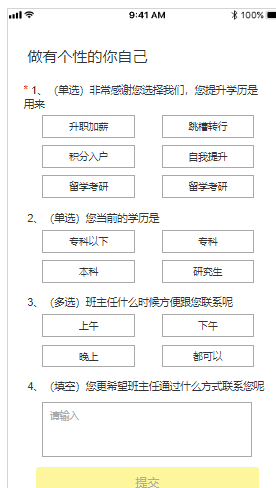 9:41 AM 100%
做有个性的你自己
* 1、（单选）非常感谢您选择我们，您提升学历是
用来
升职加薪 跳槽转行
积分入户 自我提升
留学考研 留学考研
2、（单选）您当前的学历是
专科以下 专科
本科 研究生
3、（多选）班主任什么时候方便跟您联系呢
上午 下午
晚上 都可以
4、（填空）您更希望班主任通过什么方式联系您呢
请输入
提交